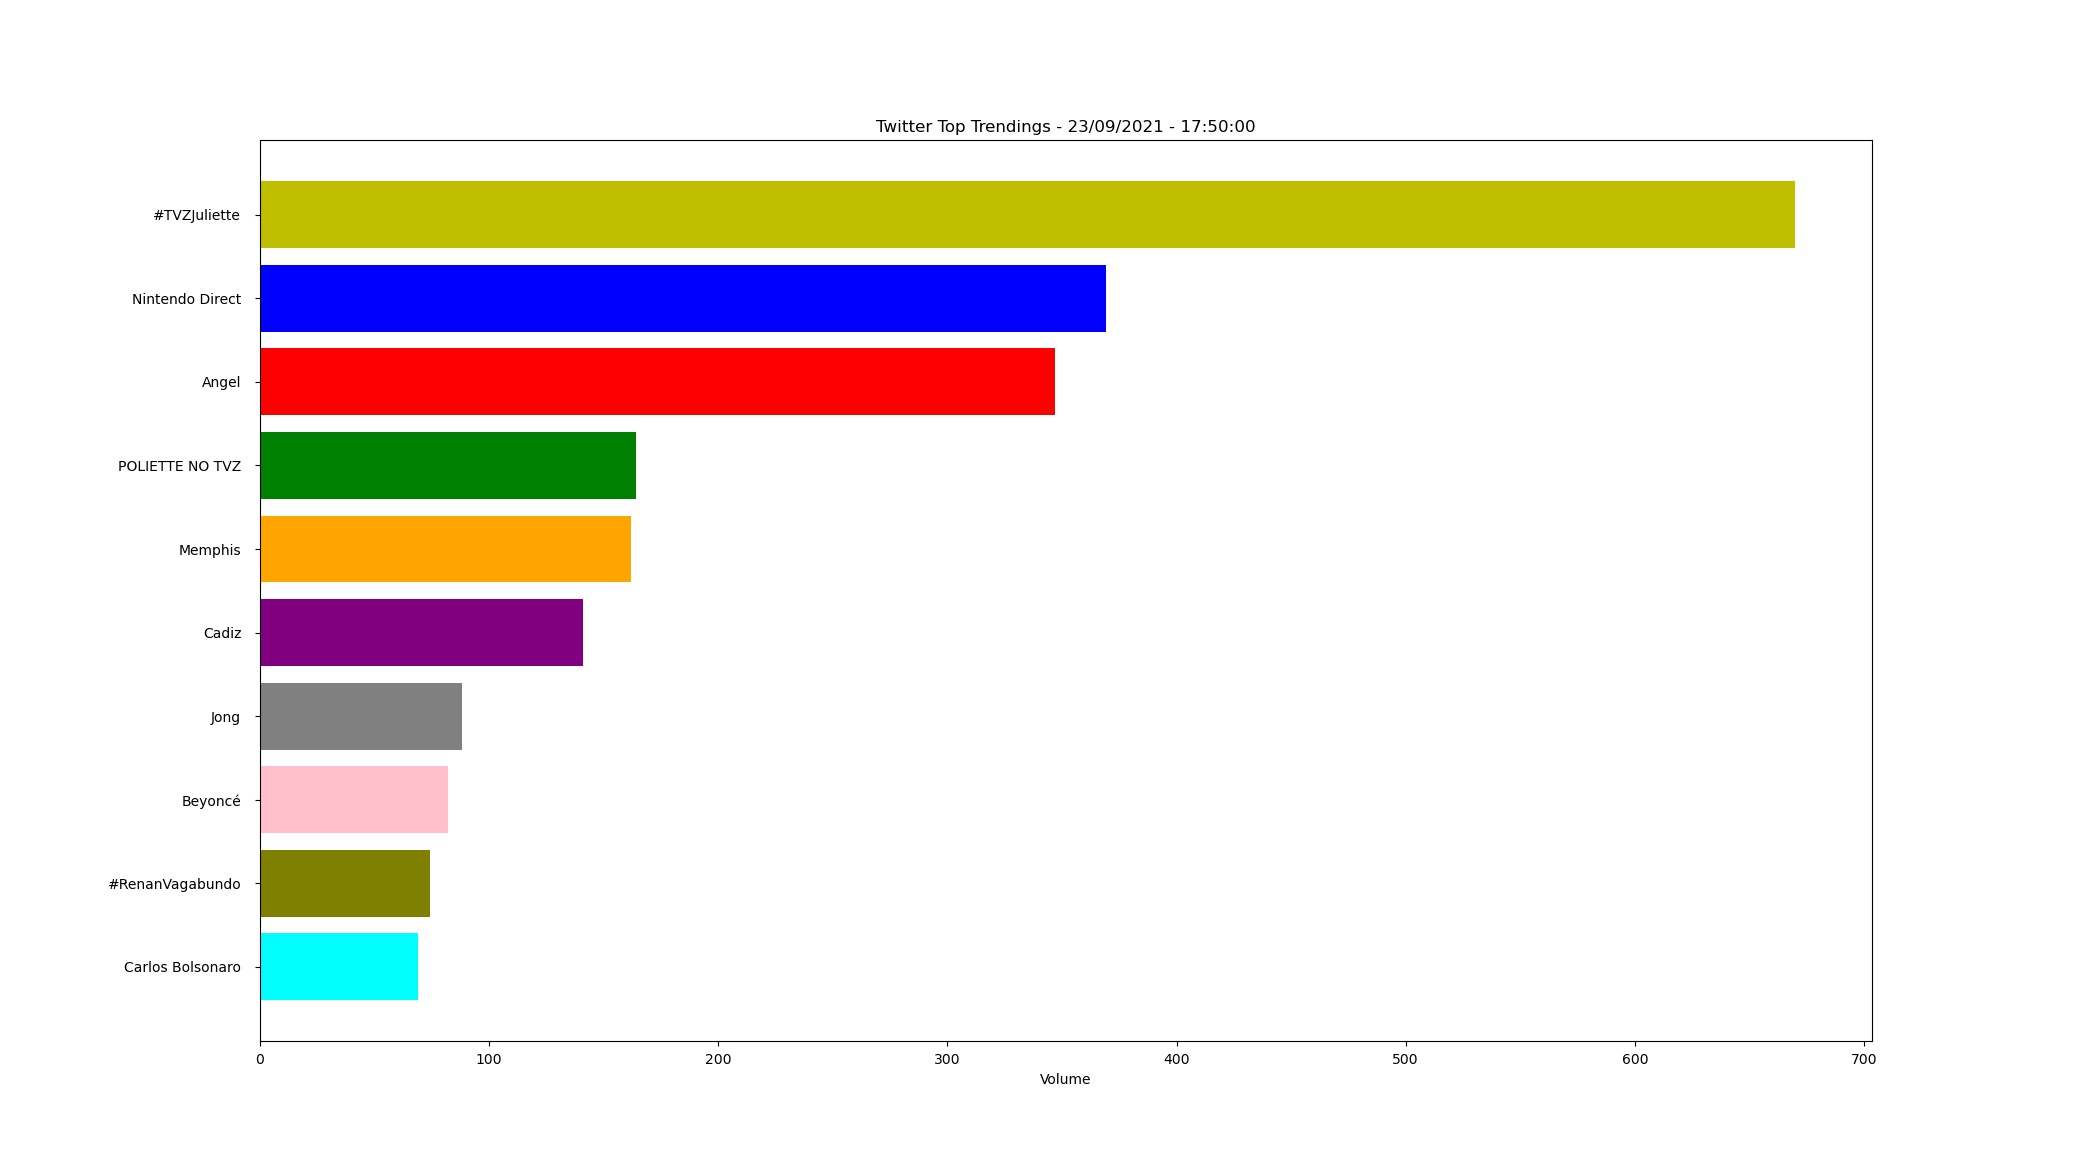 Twitter Top Trendings - 23/09/2021 - 17:50:00
#TVZJuliette
Nintendo Direct
Angel
POLIETTE NO TVZ
Memphis
Cadiz
Jong
Beyoncé
#RenanVagabundo
Carlos Bolsonaro
0 100 200 300 400 500 600 700
Volume